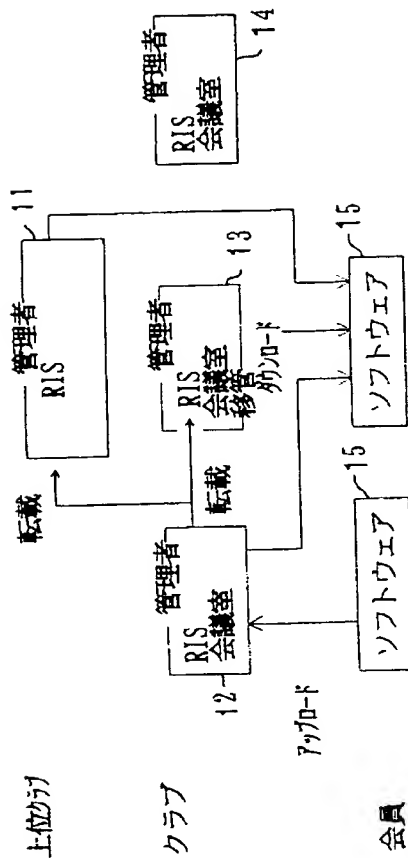 上位クラブ
転載
管理者
RIS
11
クラブ
管理者
RIS
会議室
12
転載
管理者
RIS
会議室
移管
13
管理者
RIS
会議室
14
アップロード
ダウンロード
会員
ソフトウェア
15
ソフトウェア
15